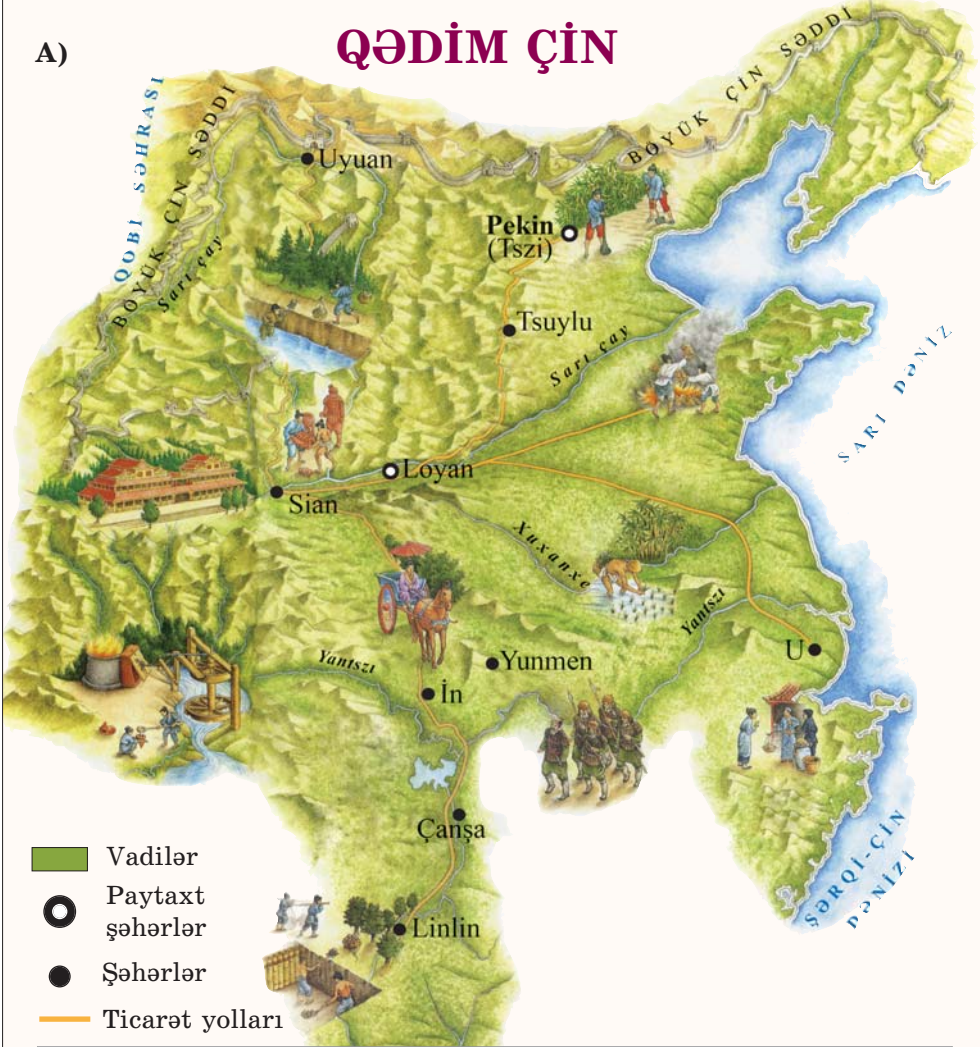 A)
QƏDİM ÇİN
BÖYÜK ÇİN SƏDDİ
QOBİ SƏHRASI
BÖYÜK ÇİN SƏDDİ
Uyuan
Pekin
(Tszi)
Sarı çay
Tsuylu
Sarı çay
SARI DƏNİZ
Loyan
Sian
Xuxanxe
Yantszı
U
Yunmen
Yantszı
İn
Çanşa
ŞƏRQİ-ÇİN
DƏNİZİ
Linlin
Vadilər
Paytaxt
şəhərlər
Şəhərlər
Ticarət yolları